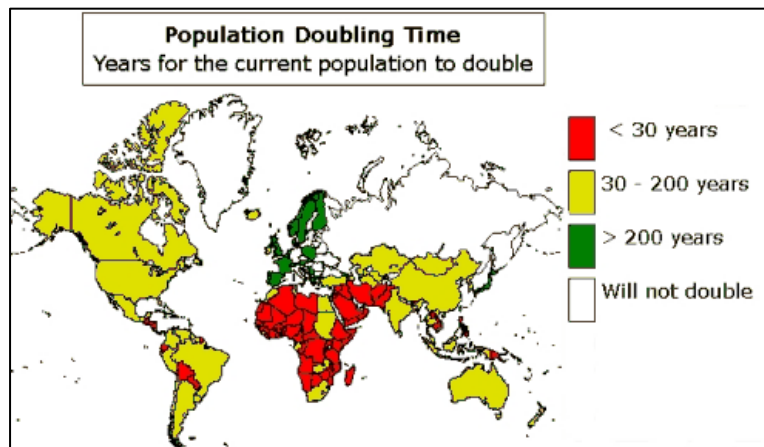 Population Doubling Time
Years for the current population to double
< 30 years
30 - 200 years
> 200 years
Will not double